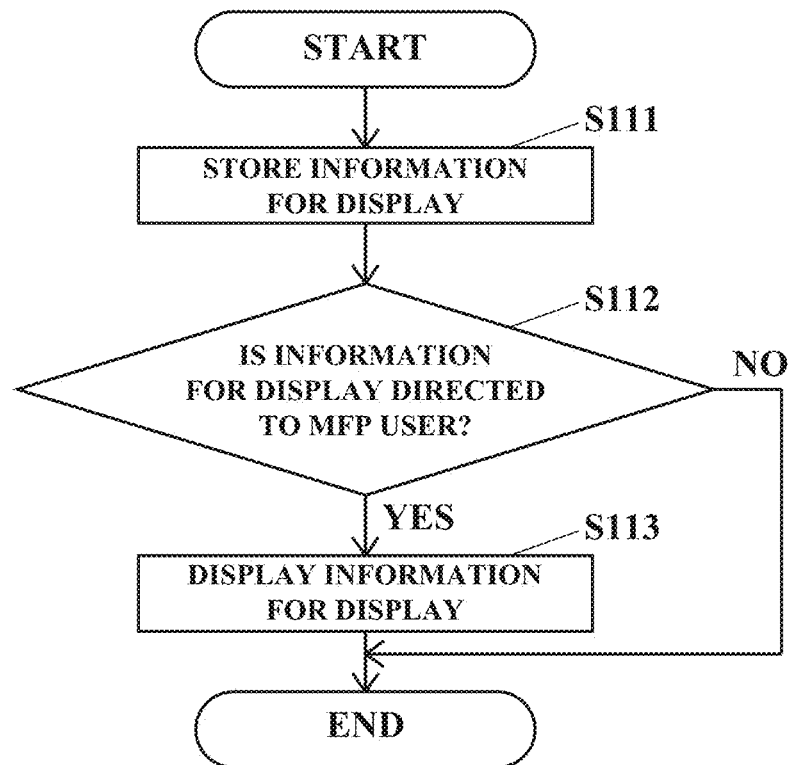 START
S111
STORE INFORMATION
FOR DISPLAY
S112
IS INFORMATION
FOR DISPLAY DIRECTED
TO MFP USER?
NO
YES
S113
DISPLAY INFORMATION
FOR DISPLAY
END